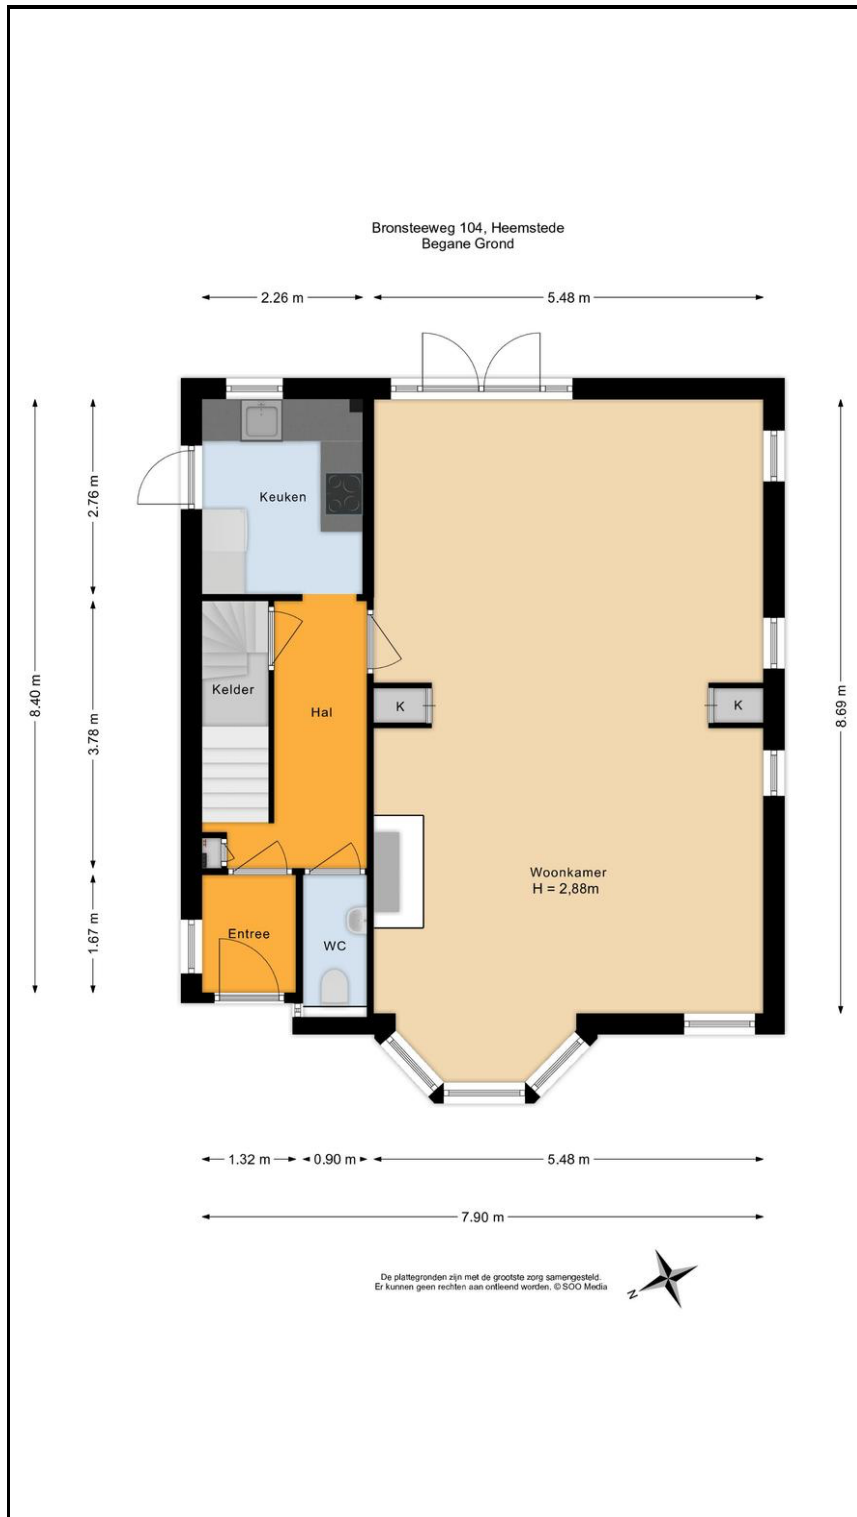 Bronsteeweg 104, Heemstede
Begane Grond
2.26 m
5.48 m
Keuken
2.76 m
8.40 m
3.78 m
Kelder
Hal
K
K
8.69 m
Woonkamer
H = 2,88m
1.67 m
Entree
WC
1.32 m
0.90 m
5.48 m
7.90 m
De plattegronden zijn met de grootste zorg samengesteld.
Er kunnen geen rechten aan ontleend worden. © SOO Media
N